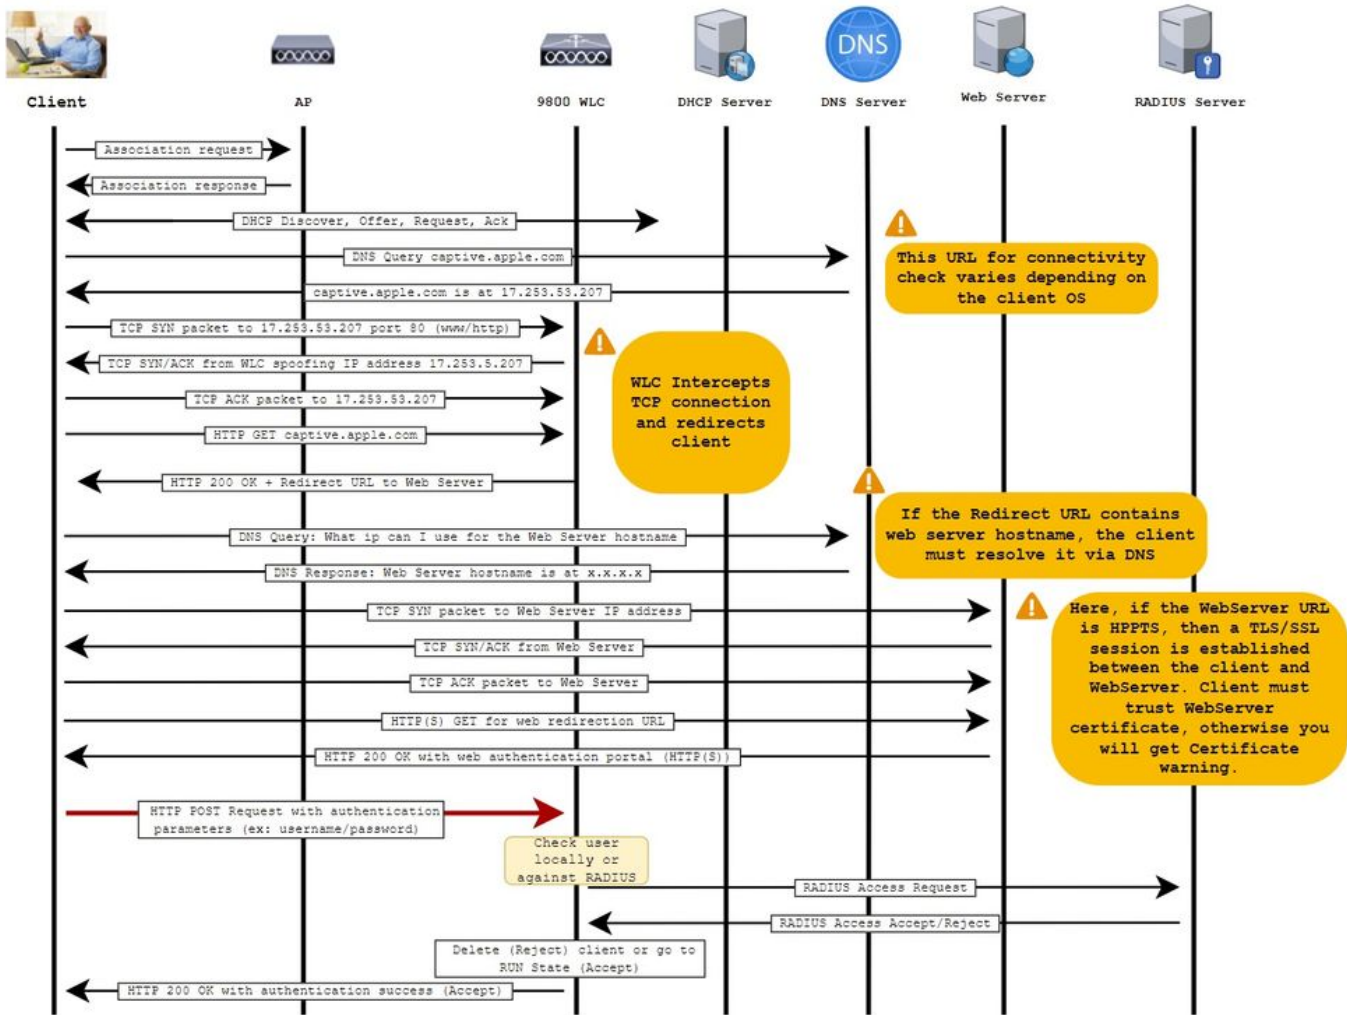 DNS
Client
AP
9800 WLC
DHCP Server
DNS Server
Web Server
RADIUS Server
Association request
Association response
DHCP Discover, Offer, Request, Ack
DNS Query captive.apple.com
This URL for connectivity
check varies depending on
the client OS
captive.apple.com is at 17.253.53.207
TCP SYN packet to 17.253.53.207 port 80 (www/http)
TCP SYN/ACK from WLC spoofing IP address 17.253.5.207
WLC Intercepts
TCP connection
and redirects
client
TCP ACK packet to 17.253.53.207
HTTP GET captive.apple.com
HTTP 200 OK + Redirect URL to Web Server
If the Redirect URL contains
web server hostname, the client
must resolve it via DNS
DNS Query: What ip can I use for the Web Server hostname
DNS Response: Web Server hostname is at x.x.x.x
TCP SYN packet to Web Server IP address
Here, if the WebServer URL
is HPPTS, then a TLS/SSL
session is established
between the client and
WebServer. Client must
trust WebServer
certificate, otherwise you
will get Certificate
warning.
TCP SYN/ACK from Web Server
TCP ACK packet to Web Server
HTTP(S) GET for web redirection URL
HTTP 200 OK with web authentication portal (HTTP(S))
HTTP POST Request with authentication
parameters (ex: username/password)
Check user
locally or
against RADIUS
RADIUS Access Request
RADIUS Access Accept/Reject
Delete (Reject) client or go to
RUN State (Accept)
HTTP 200 OK with authentication success (Accept)